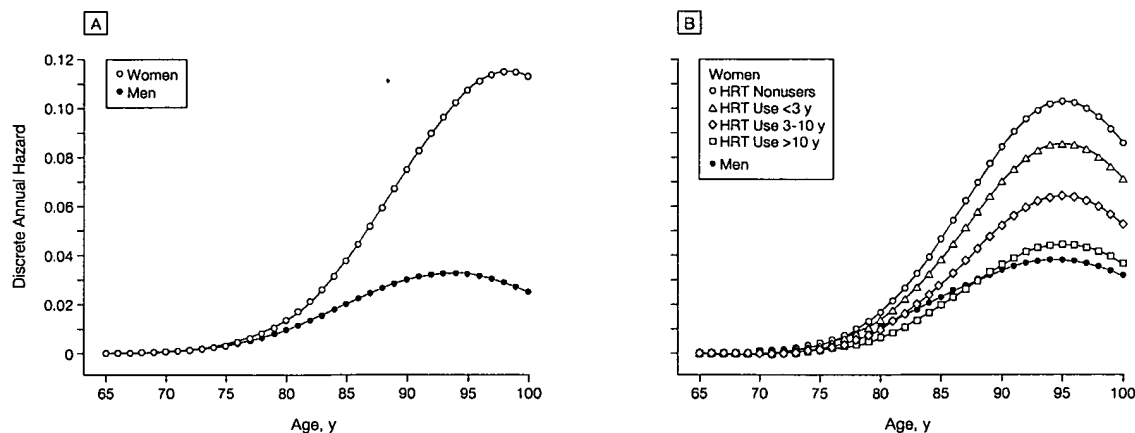 A
Women
Men
0.12
0.10
0.08
0.06
0.04
0.02
0
Discrete Annual Hazard
65 70 75 80 85 90 95 100
Age, y
B
Women
HRT Nonusers
HRT Use <3 y
HRT Use 3-10 y
HRT Use >10 y
Men
65 70 75 80 85 90 95 100
Age, y